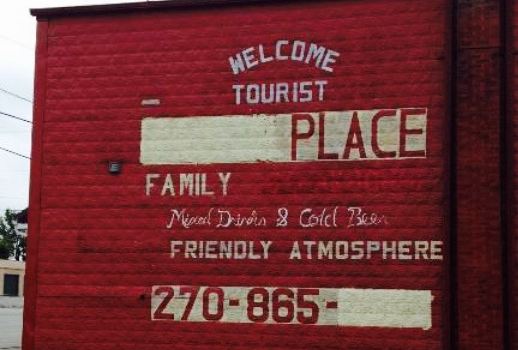 WELCOME
TOURIST
PLACE
FAMILY
Mixed Drinks & Cold Beer
FRIENDLY ATMOSPHERE
270-865-